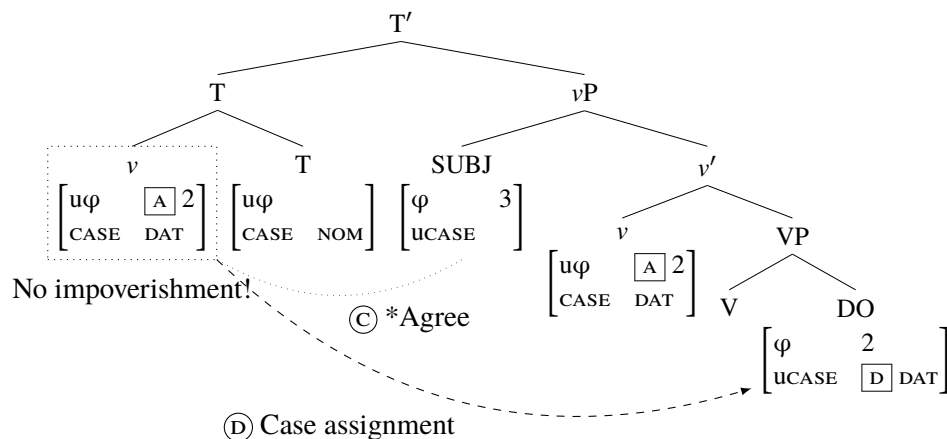 T′
T vP
v T SUBJ v′
uφ A 2 uφ φ 3
CASE DAT CASE NOM uCASE
v VP
No impoverishment!
uφ A 2
CASE DAT
V DO
C *Agree
φ 2
uCASE D DAT
D Case assignment